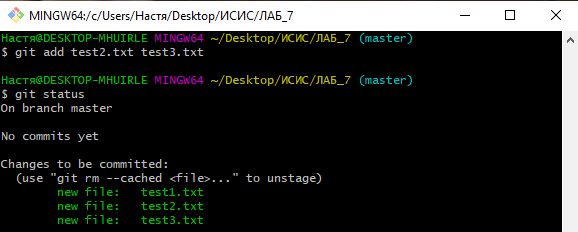 MINGW64:/c/Users/Настя/Desktop/ИСИС/ЛАБ_7
Настя@DESKTOP-MHUIRLE MINGW64 ~/Desktop/ИСИС/ЛАБ_7 (master)
$ git add test2.txt test3.txt
Настя@DESKTOP-MHUIRLE MINGW64 ~/Desktop/ИСИС/ЛАБ_7 (master)
$ git status
On branch master
No commits yet
Changes to be committed:
(use "git rm --cached <file>..." to unstage)
new file: test1.txt
new file: test2.txt
new file: test3.txt